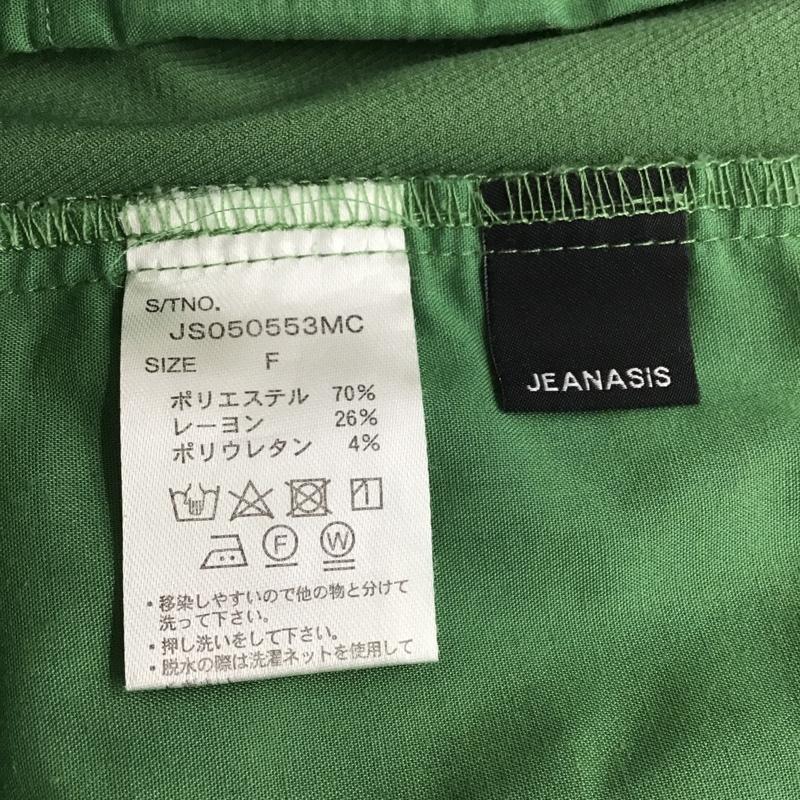 S/TNO.
JS050553MC
SIZE F
ポリエステル 70%
レーヨン 26%
ポリウレタン 4%
F W
・移染しやすいので他の物と分けて
洗って下さい。
・押し洗いをして下さい。
・脱水の際は洗濯ネットを使用して
JEANASIS